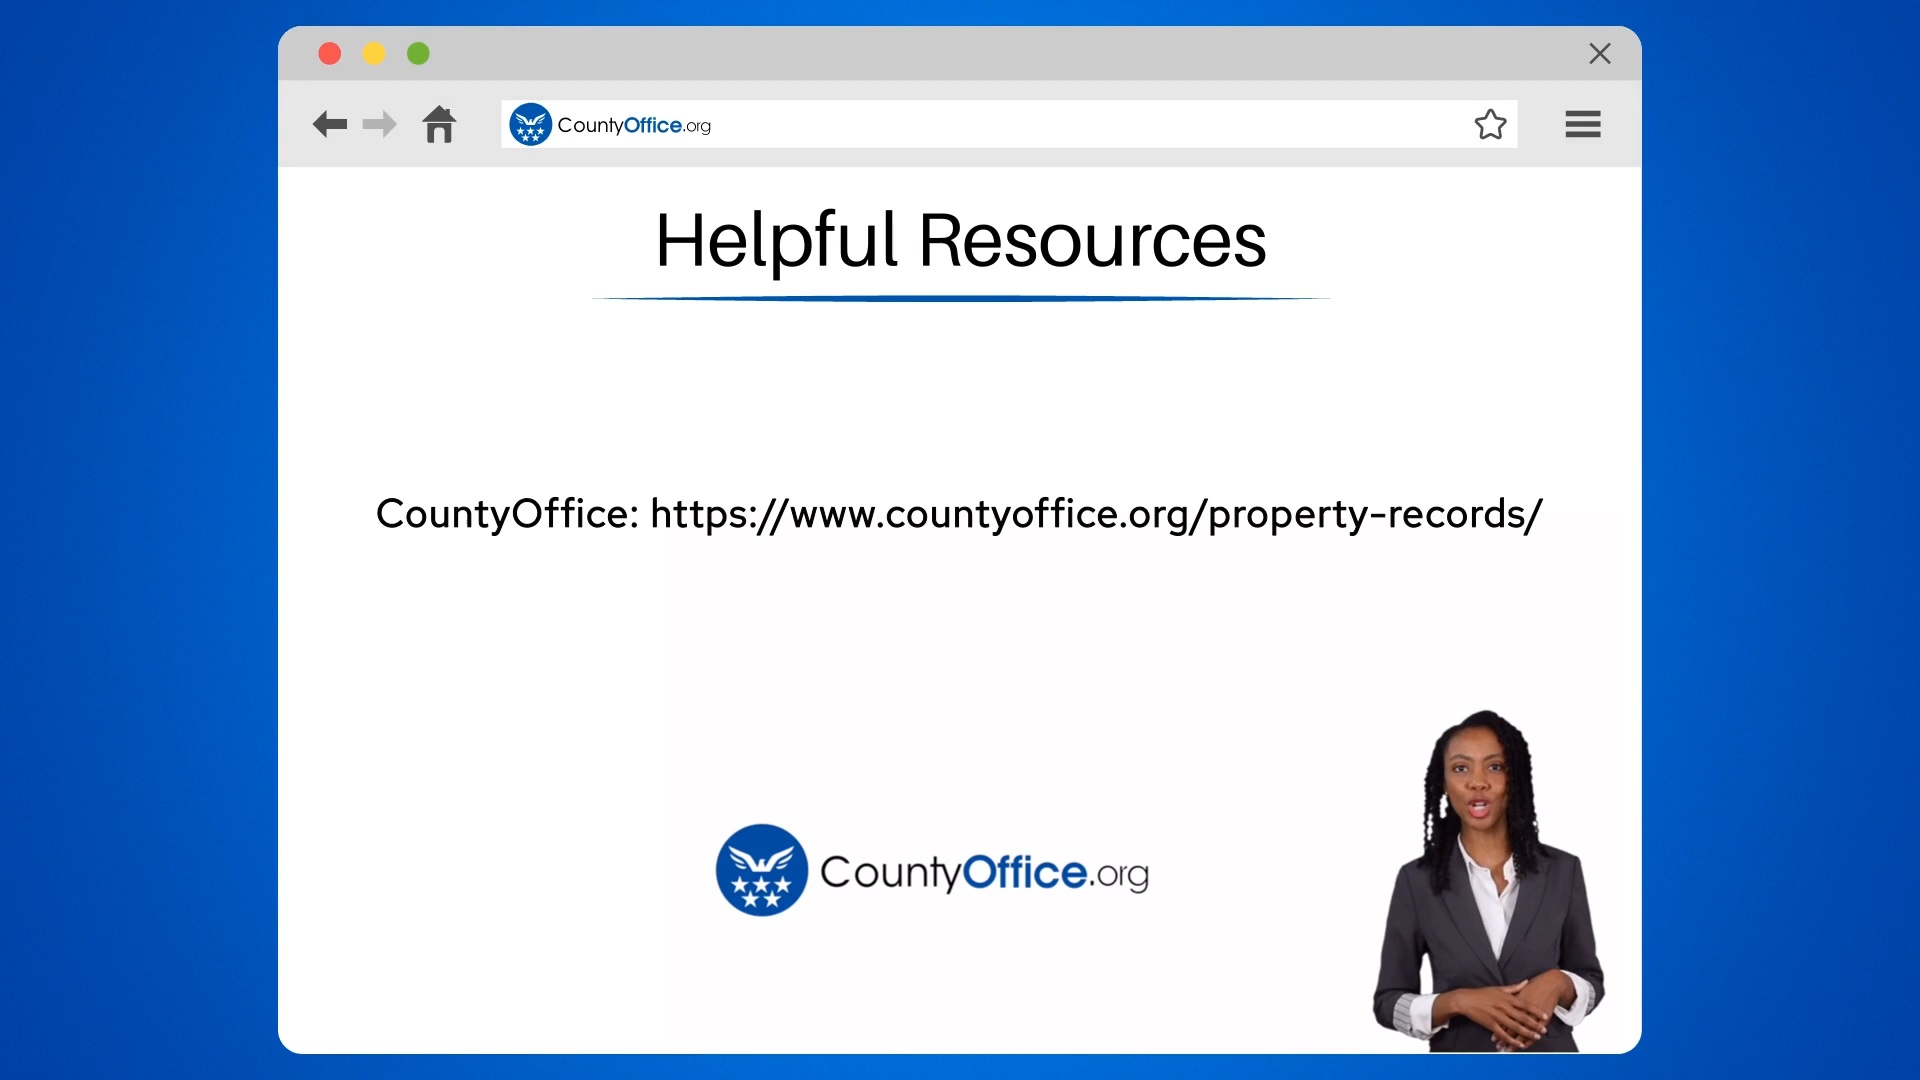 CountyOffice.org
Helpful Resources
CountyOffice: https://www.countyoffice.org/property-records/
CountyOffice.org